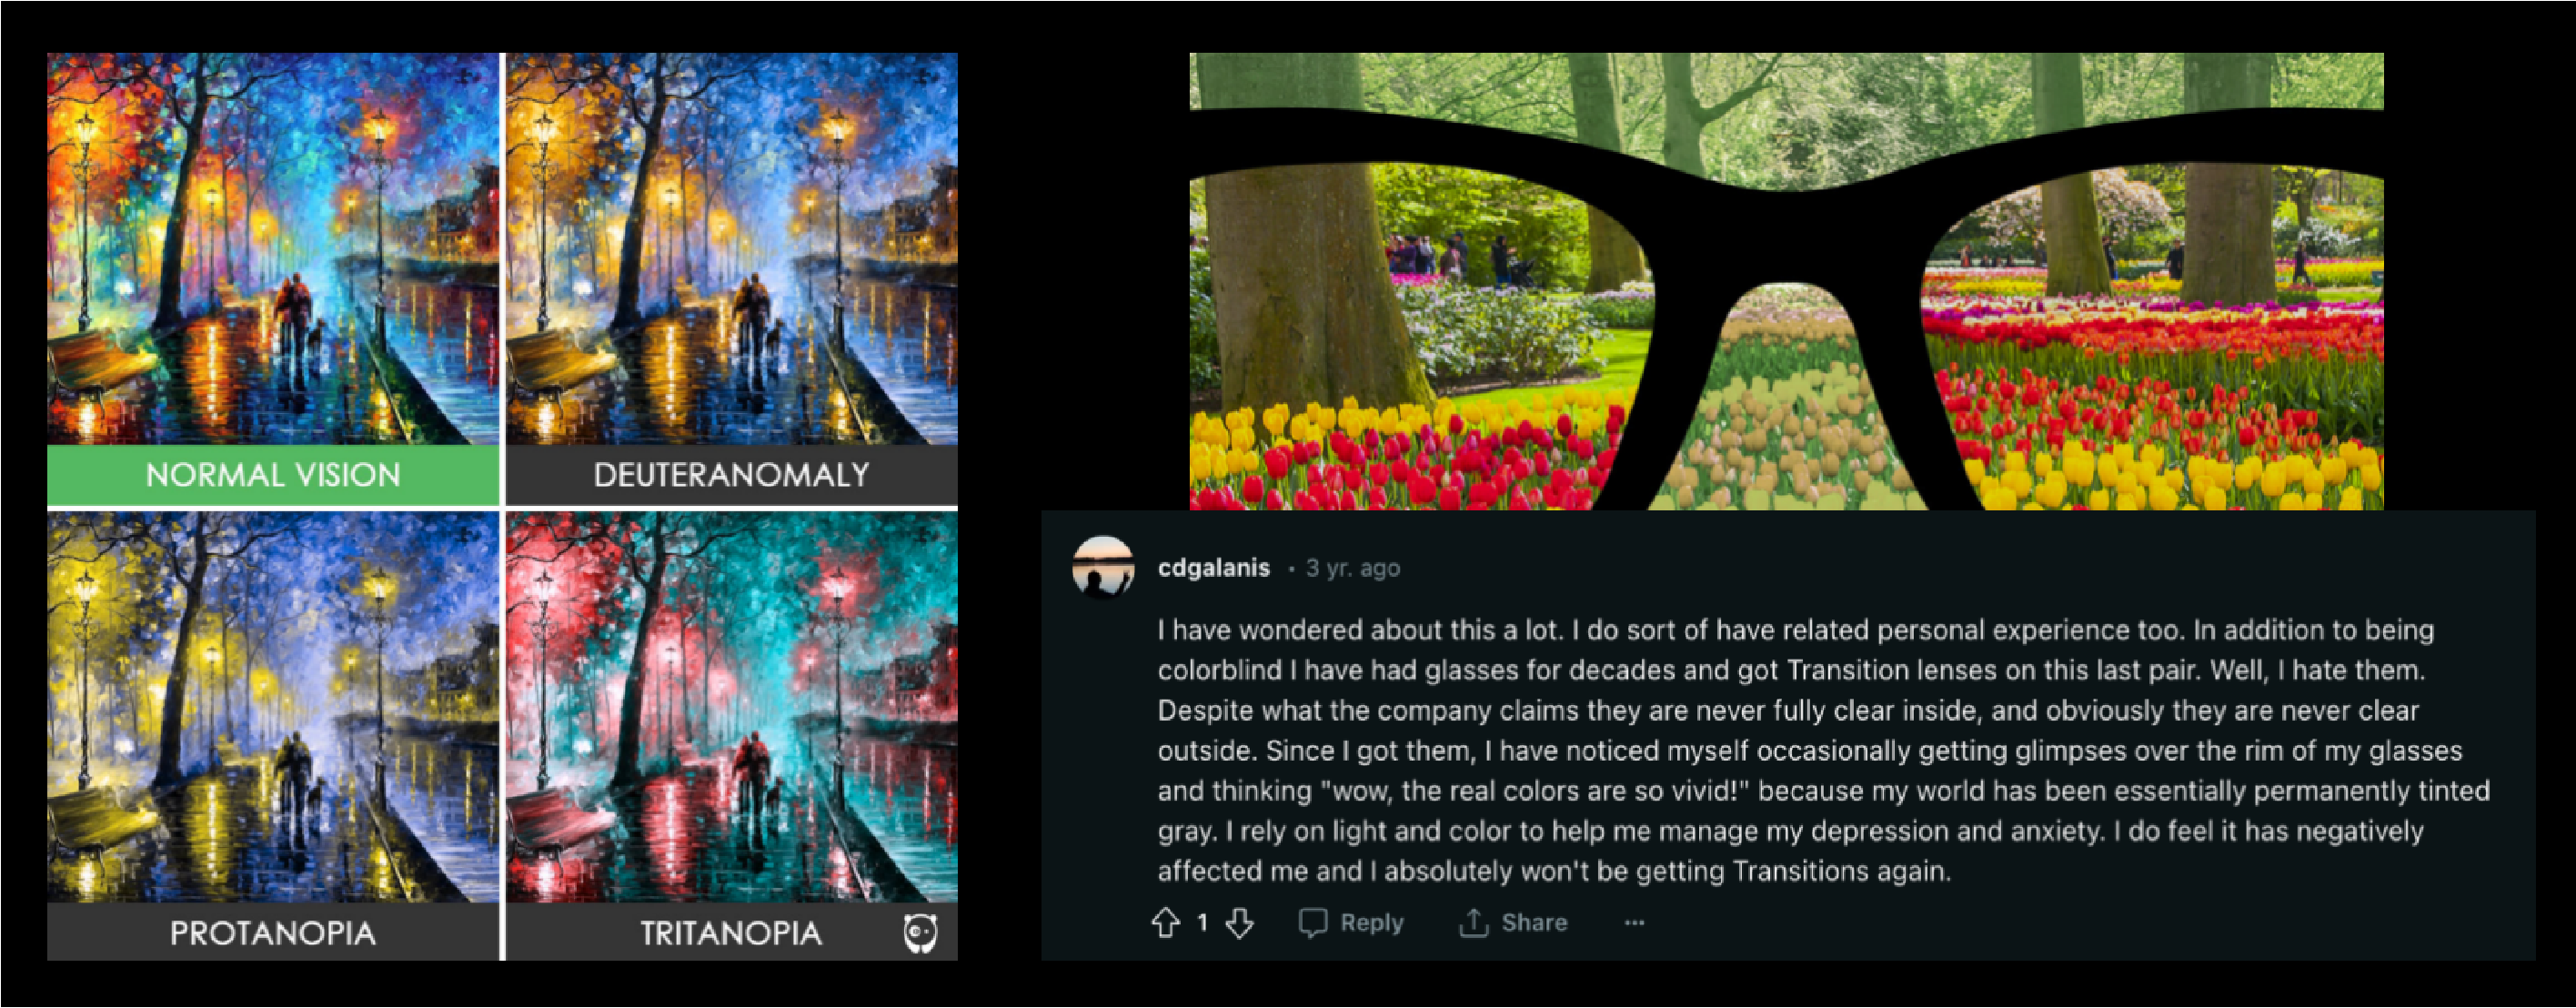 NORMAL VISION
DEUTERANOMALY
PROTANOPIA
TRITANOPIA
cdgalanis • 3 yr. ago
I have wondered about this a lot. I do sort of have related personal experience too. In addition to being
colorblind I have had glasses for decades and got Transition lenses on this last pair. Well, I hate them.
Despite what the company claims they are never fully clear inside, and obviously they are never clear
outside. Since I got them, I have noticed myself occasionally getting glimpses over the rim of my glasses
and thinking "wow, the real colors are so vivid!" because my world has been essentially permanently tinted
gray. I rely on light and color to help me manage my depression and anxiety. I do feel it has negatively
affected me and I absolutely won't be getting Transitions again.
1 Reply Share ...